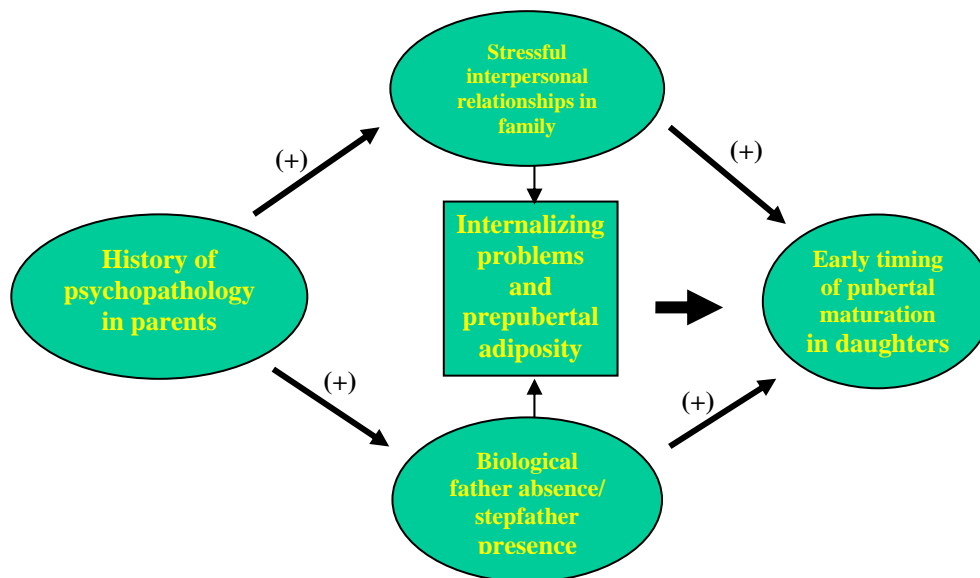 Stressful
interpersonal
relationships in
family
(+)
(+)
History of
psychopathology
in parents
Internalizing
problems
and
prepubertal
adiposity
Early timing
of pubertal
maturation
in daughters
(+)
(+)
Biological
father absence/
stepfather
presence